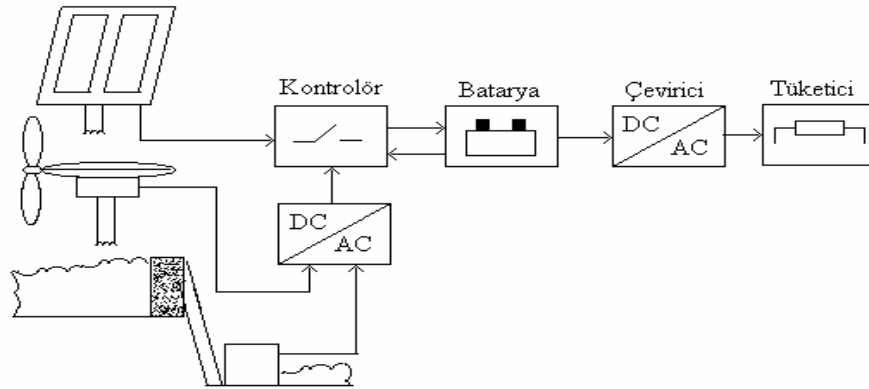 Kontrolör
Batarya
Çevirici
Tüketici
DC
AC
DC
AC